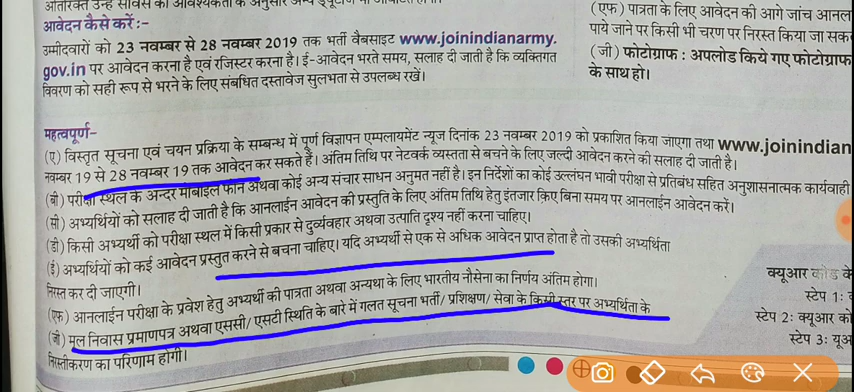 अतिरिक्त उन्हें सर्विस की आवश्यकता के अनुसार अन्य ड्यूटीज
आवेदन कैसे करें:-
उम्मीदवारों को 23 नवम्बर से 28 नवम्बर 2019 तक भर्ती वैबसाइट www.joinindianarmy.
gov.in पर आवेदन करना है एवं रजिस्टर करना है। ई-आवेदन भरते समय, सलाह दी जाती है कि व्यक्तिगत
विवरण को सही रूप से भरने के लिए संबधित दस्तावेज सुलभता से उपलब्ध रखें।
(एफ) पात्रता के लिए आवेदन की आगे जांच आनल
पाये जाने पर किसी भी चरण पर निरस्त किया जा सक
(जी) फोटोग्राफ : अपलोड किये गए फोटोग्राफ
के साथ हो।
महत्वपूर्ण–
(ए) विस्तृत सूचना एवं चयन प्रक्रिया के सम्बन्ध में पूर्ण विज्ञापन एम्पलायमेंट न्यूज दिनांक 23 नवम्बर 2019 को प्रकाशित किया जाएगा तथा www.joinindian
नवम्बर 19 से 28 नवम्बर 19 तक आवेदन कर सकते हैं। अंतिम तिथि पर नेटवर्क व्यस्तता से बचने के लिए जल्दी आवेदन करने की सलाह दी जाती है।
(बी) परीक्षा स्थल के अन्दर मोबाइल फोन अथवा कोई अन्य संचार साधन अनुमत नहीं है। इन निर्देशों का कोई उल्लंघन भावी परीक्षा से प्रतिबंध सहित अनुशासनात्मक कार्यवाही
(सी) अभ्यर्थियों को सलाह दी जाती है कि आनलाईन आवेदन की प्रस्तुति के लिए अंतिम तिथि हेतु इंतजार किए बिना समय पर आनलाईन आवेदन करें।
(डी) किसी अभ्यर्थी को परीक्षा स्थल में किसी प्रकार से दुर्व्यवहार अथवा उत्पाति दृश्य नहीं करना चाहिए।
(ई) अभ्यर्थियों को कई आवेदन प्रस्तुत करने से बचना चाहिए। यदि अभ्यर्थी से एक से अधिक आवेदन प्राप्त होता है तो उसकी अभ्यर्थिता
निरस्त कर दी जाएगी।
(एफ) आनलाईन परीक्षा के प्रवेश हेतु अभ्यर्थी की पात्रता अथवा अन्यथा के लिए भारतीय नौसेना का निर्णय अंतिम होगा।
(जी) मूल निवास प्रमाणपत्र अथवा एससी/ एसटी स्थिति के बारे में गलत सूचना भर्ती/ प्रशिक्षण/ सेवा के किसी स्तर पर अभ्यर्थिता के
निरस्तीकरण का परिणाम होगी।
क्यूआर कोड के
स्टेप 1:
स्टेप 2: क्यूआर को
स्टेप 3: यूआ